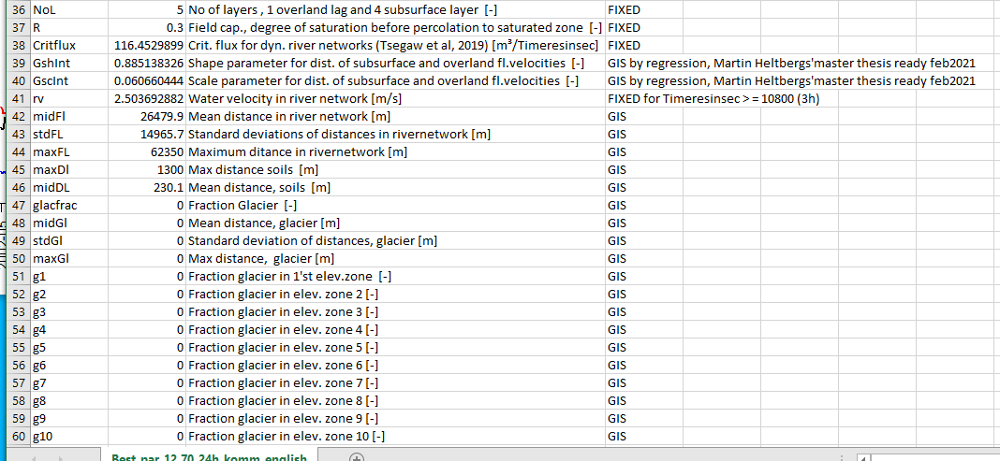 36 NoL 5 No of layers , 1 overland lag and 4 subsurface layer [-] FIXED
37 R 0.3 Field cap., degree of saturation before percolation to saturated zone [-] FIXED
38 Critflux 116.4529899 Crit. flux for dyn. river networks (Tsegaw et al, 2019) [m³/Timeresinsec] FIXED
39 GshInt 0.885138326 Shape parameter for dist. of subsurface and overland fl.velocities [-] GIS by regression, Martin Heltbergs'master thesis ready feb2021
40 GscInt 0.060660444 Scale parameter for dist. of subsurface and overland fl.velocities [-] GIS by regression, Martin Heltbergs'master thesis ready feb2021
41 rv 2.503692882 Water velocity in river network [m/s] FIXED for Timeresinsec > = 10800 (3h)
42 midFl 26479.9 Mean distance in river network [m] GIS
43 stdFL 14965.7 Standard deviations of distances in rivernetwork [m] GIS
44 maxFL 62350 Maximum ditance in rivernetwork [m] GIS
45 maxDl 1300 Max distance soils [m] GIS
46 midDL 230.1 Mean distance, soils [m] GIS
47 glacfrac 0 Fraction Glacier [-] GIS
48 midGl 0 Mean distance, glacier [m] GIS
49 stdGl 0 Standard deviation of distances, glacier [m] GIS
50 maxGl 0 Max distance, glacier [m] GIS
51 g1 0 Fraction glacier in 1'st elev.zone [-] GIS
52 g2 0 Fraction glacier in elev. zone 2 [-] GIS
53 g3 0 Fraction glacier in elev. zone 3 [-] GIS
54 g4 0 Fraction glacier in elev. zone 4 [-] GIS
55 g5 0 Fraction glacier in elev. zone 5 [-] GIS
56 g6 0 Fraction glacier in elev. zone 6 [-] GIS
57 g7 0 Fraction glacier in elev. zone 7 [-] GIS
58 g8 0 Fraction glacier in elev. zone 8 [-] GIS
59 g9 0 Fraction glacier in elev. zone 9 [-] GIS
60 g10 0 Fraction glacier in elev. zone 10 [-] GIS
Best_par_12.70_24h_komm_english